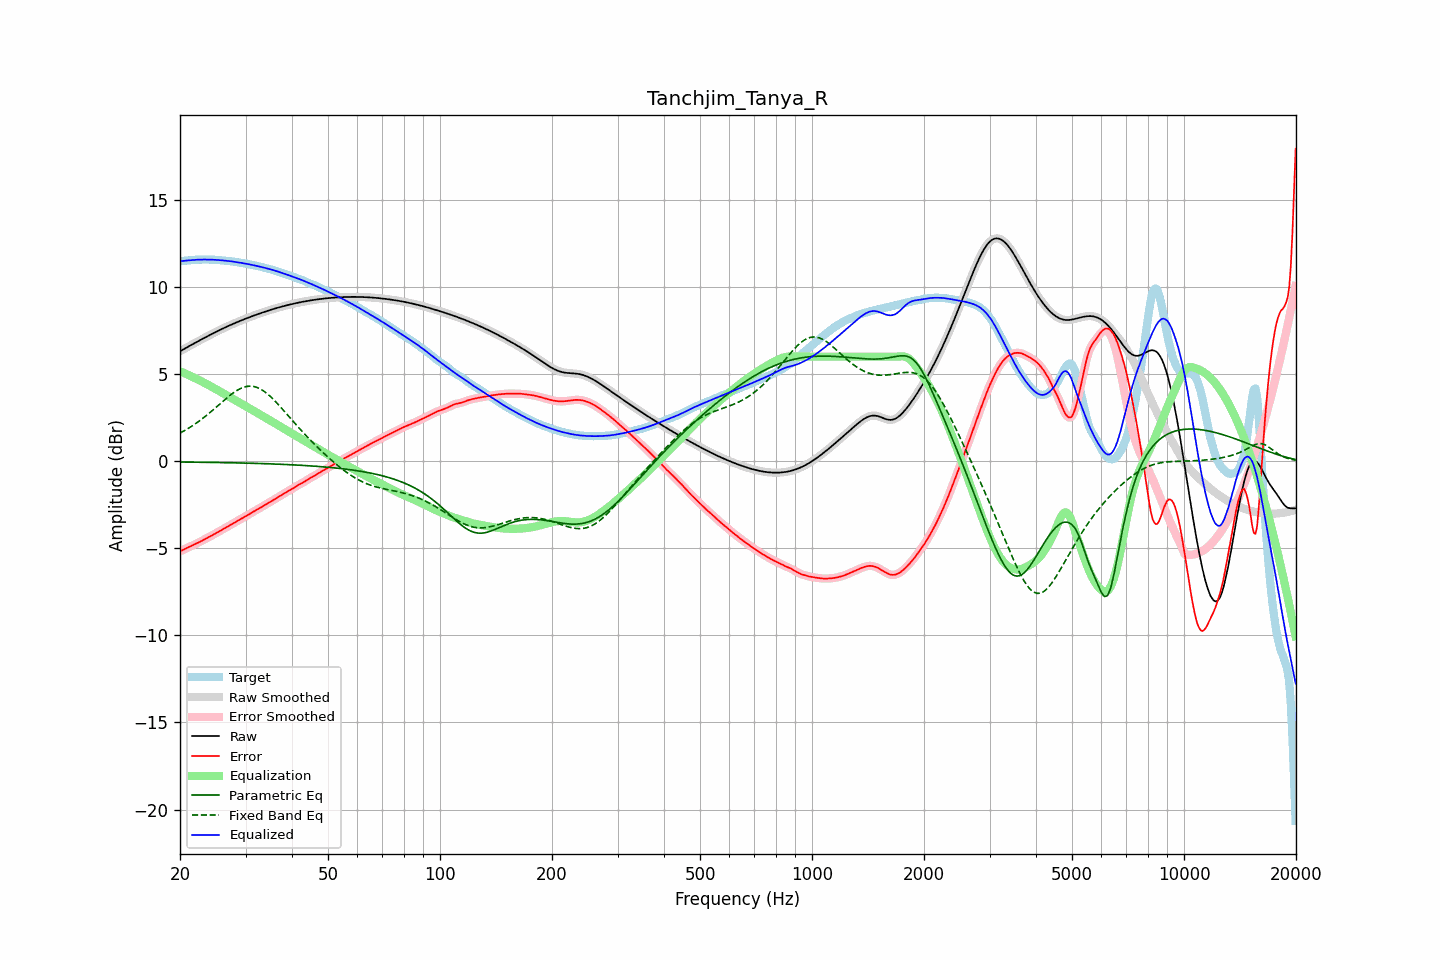 Tanchjim_Tanya_R
Amplitude (dBr)
15
10
5
0
−5
−10
−15
−20
Target
Raw Smoothed
Error Smoothed
Raw
Error
Equalization
Parametric Eq
Fixed Band Eq
Equalized
20 50 100 200 500 1000 2000 5000 10000 20000
Frequency (Hz)